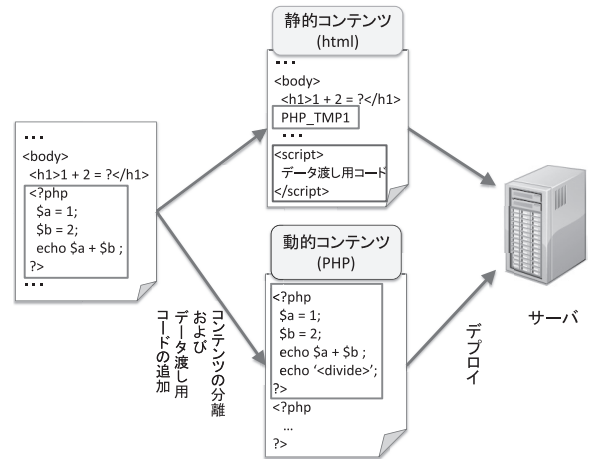 ...
<body>
<h1>1 + 2 = ?</h1>
<?php
$a = 1;
$b = 2;
echo $a + $b ;
?>
...
静的コンテンツ
(html)
...
<body>
<h1>1 + 2 = ?</h1>
PHP_TMP1
...
<script>
データ渡し用コード
</script>
コンテンツの分離
および
データ渡し用
コードの追加
動的コンテンツ
(PHP)
<?php
$a = 1;
$b = 2;
echo $a + $b ;
echo ‘<divide>’;
?>
<?php
...
?>
デプロイ
サーバ